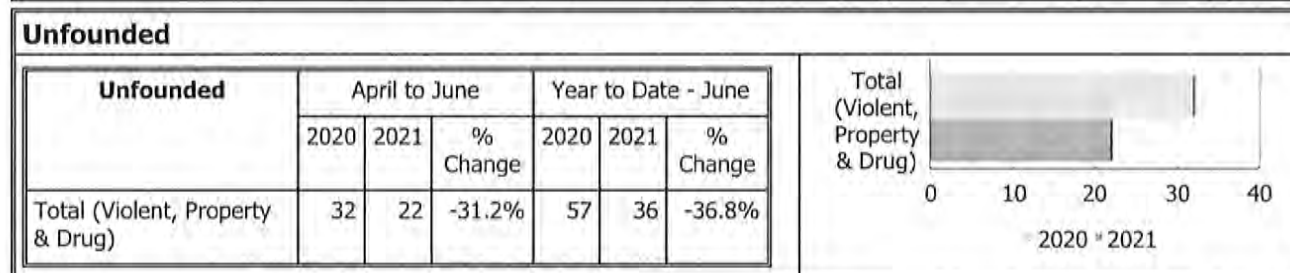 Unfounded
Unfounded April to June Year to Date - June
2020 2021 % Change 2020 2021 % Change
Total (Violent, Property & Drug) 32 22 -31.2% 57 36 -36.8%
Total
(Violent,
Property
& Drug)
0 10 20 30 40
2020 2021